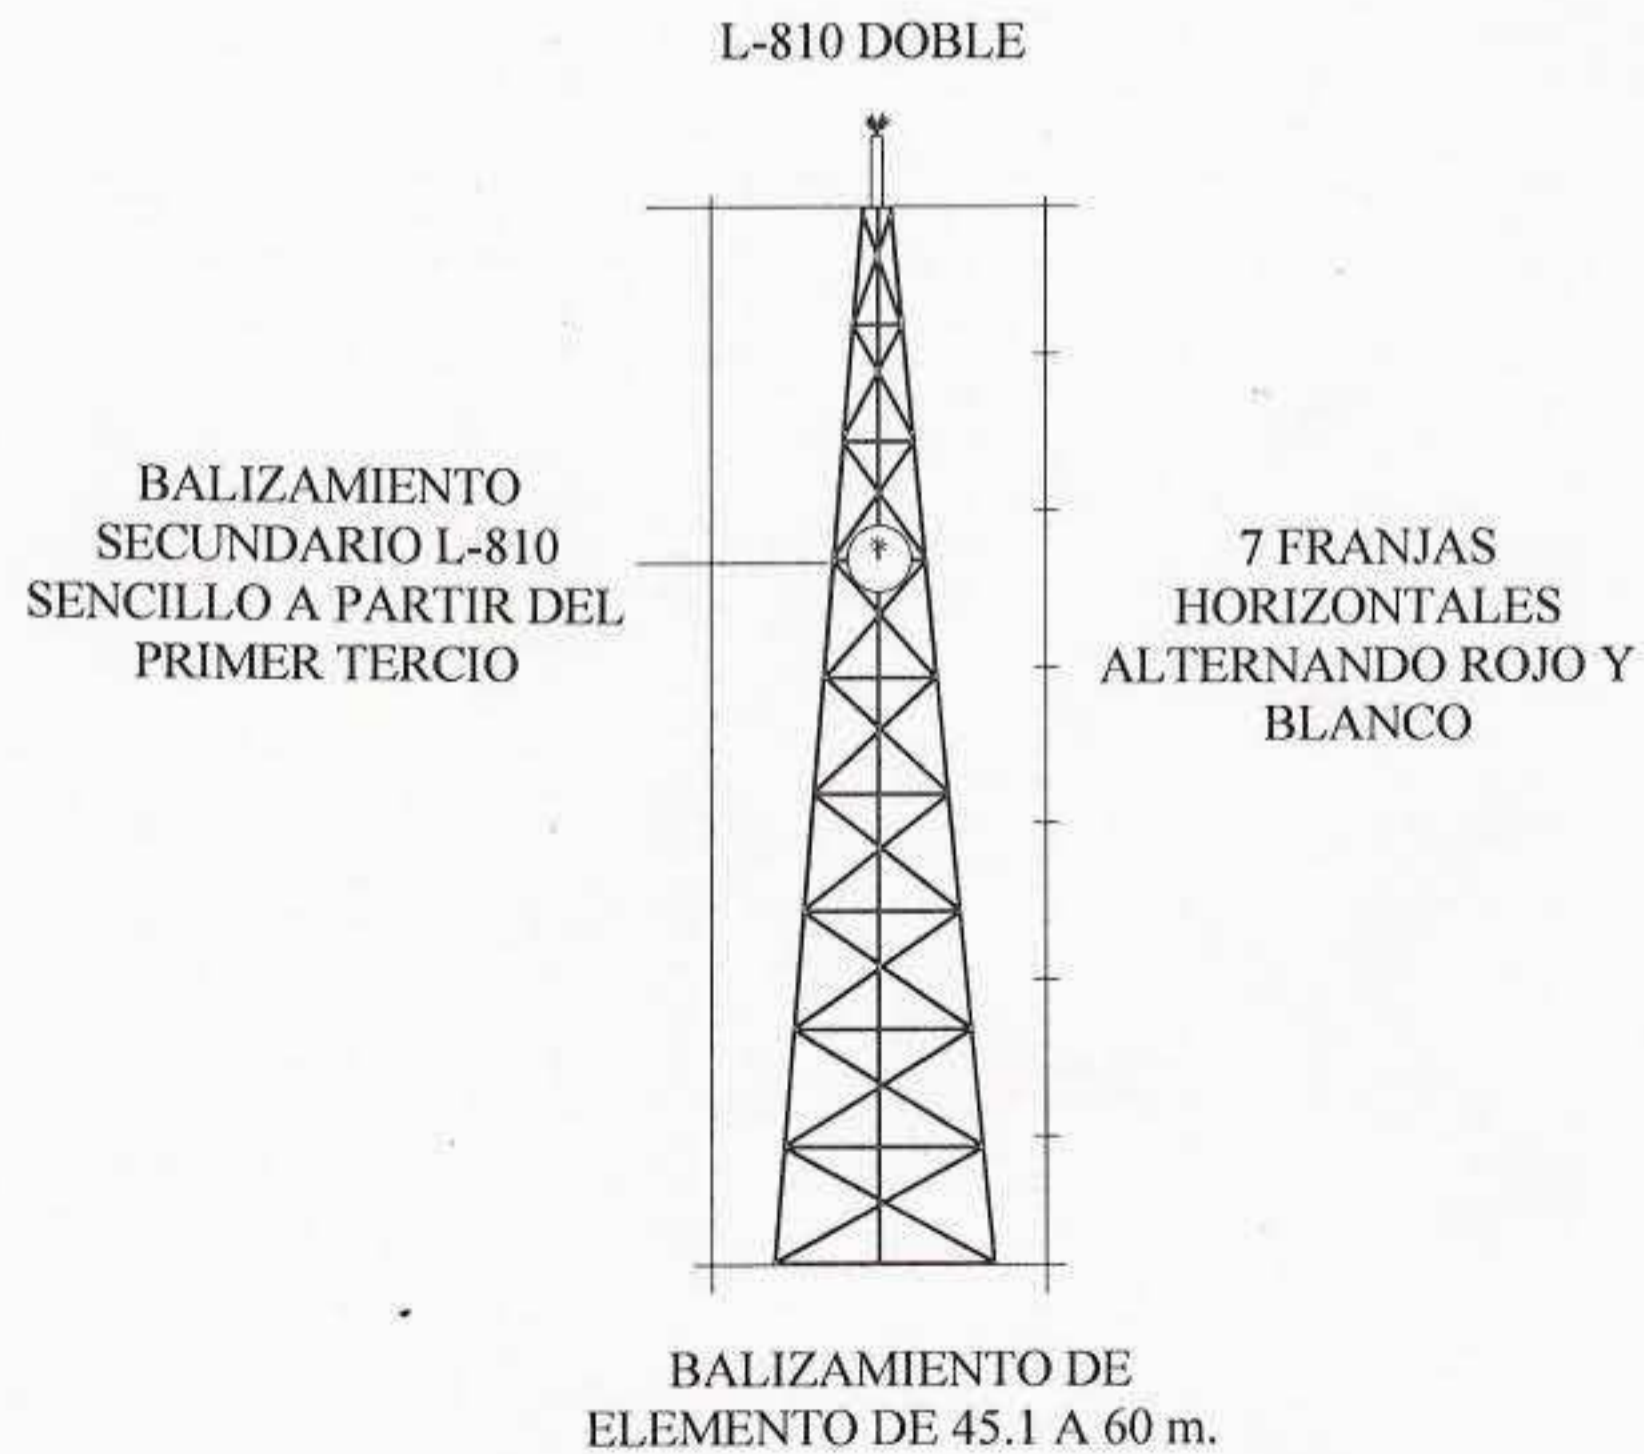 L-810 DOBLE
BALIZAMIENTO
SECUNDARIO L-810
SENCILLO A PARTIR DEL
PRIMER TERCIO
7 FRANJAS
HORIZONTALES
ALTERNANDO ROJO Y
BLANCO
BALIZAMIENTO DE
ELEMENTO DE 45.1 A 60 m.